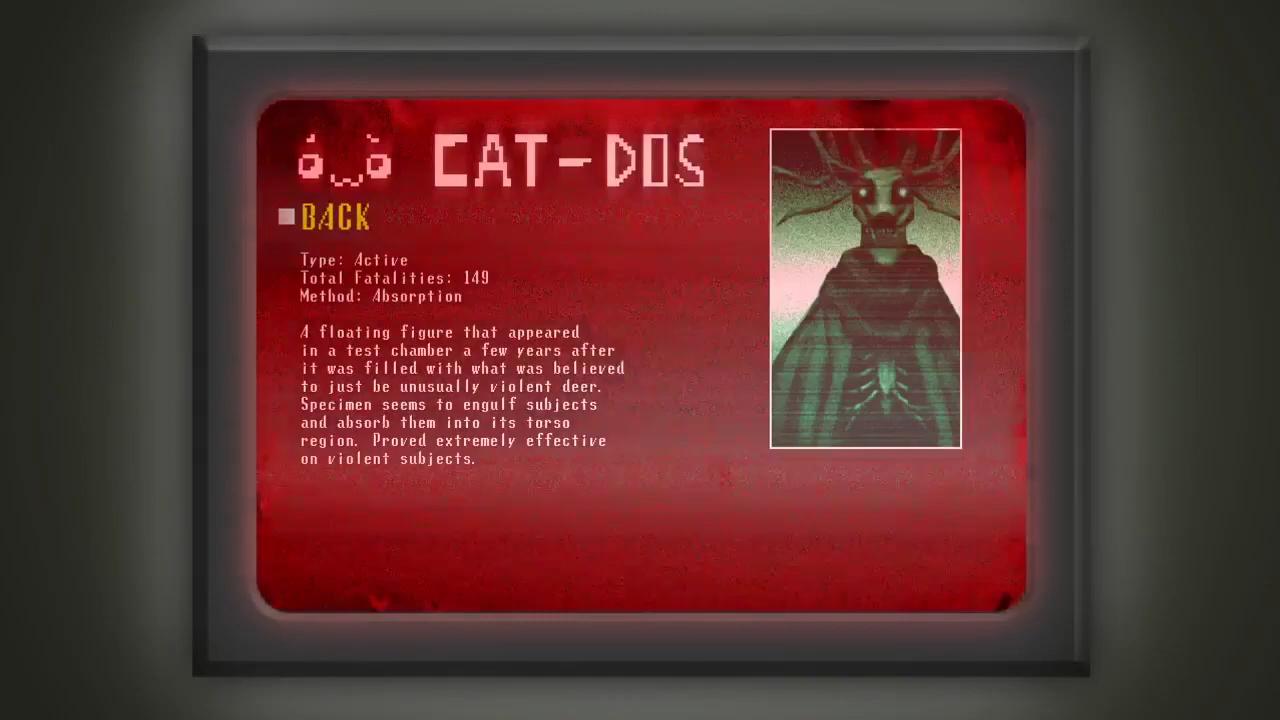 CAT-DOS
BACK
Type: Active
Total Fatalities: 149
Method: Absorption
A floating figure that appeared
in a test chamber a few years after
it was filled with what was believed
to just be unusually violent deer.
Specimen seems to engulf subjects
and absorb them into its torso
region. Proved extremely effective
on violent subjects.